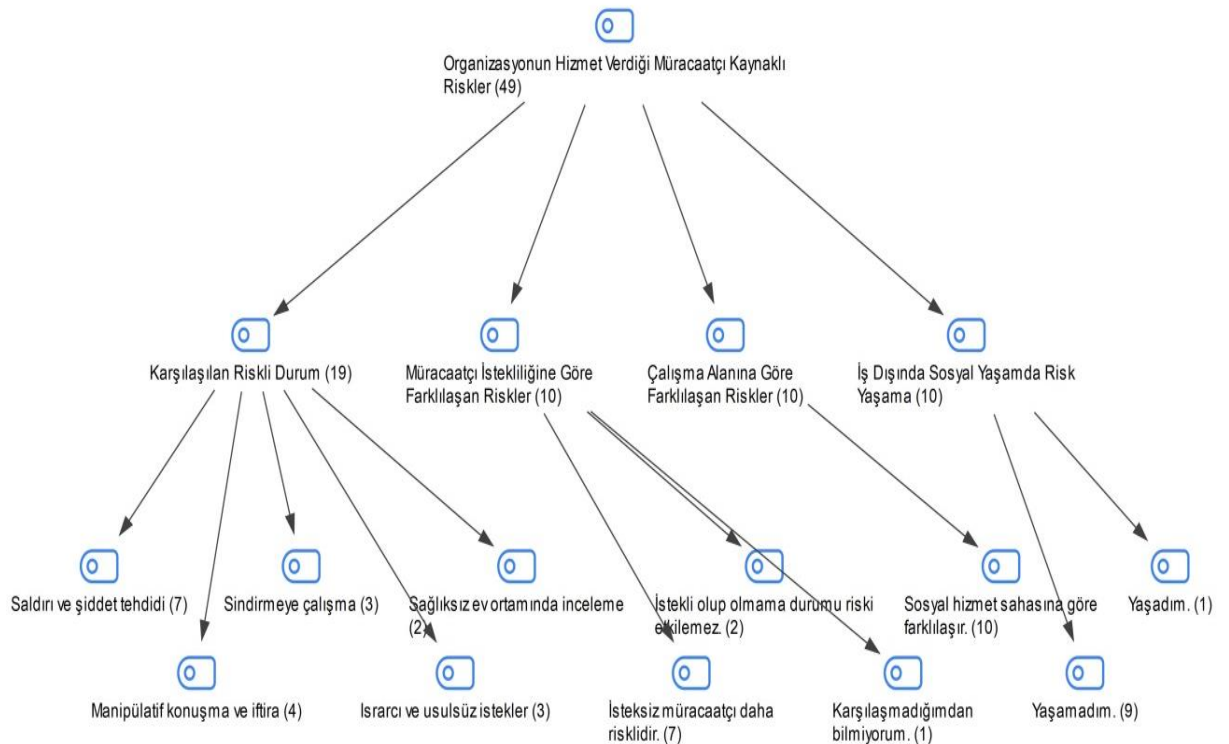 Organizasyonun Hizmet Verdiği Müracaatçı Kaynaklı
Riskler (49)
Karşılaşılan Riskli Durum (19)
Müracaatçı İstekliliğine Göre
Farklılaşan Riskler (10)
Çalışma Alanına Göre
Farklılaşan Riskler (10)
İş Dışında Sosyal Yaşamda Risk
Yaşama (10)
Saldırı ve şiddet tehdidi (7)
Sindirmeye çalışma (3)
Sağlıksız ev ortamında inceleme
(2)
İstekli olup olmama durumu riski
etkilemez. (2)
Sosyal hizmet sahasına göre
farklılaşır. (10)
Yaşadım. (1)
Manipülatif konuşma ve iftira (4)
Israrcı ve usulsüz istekler (3)
İsteksiz müracaatçı daha
risklidir. (7)
Karşılaşmadığımdan
bilmiyorum. (1)
Yaşamadım. (9)